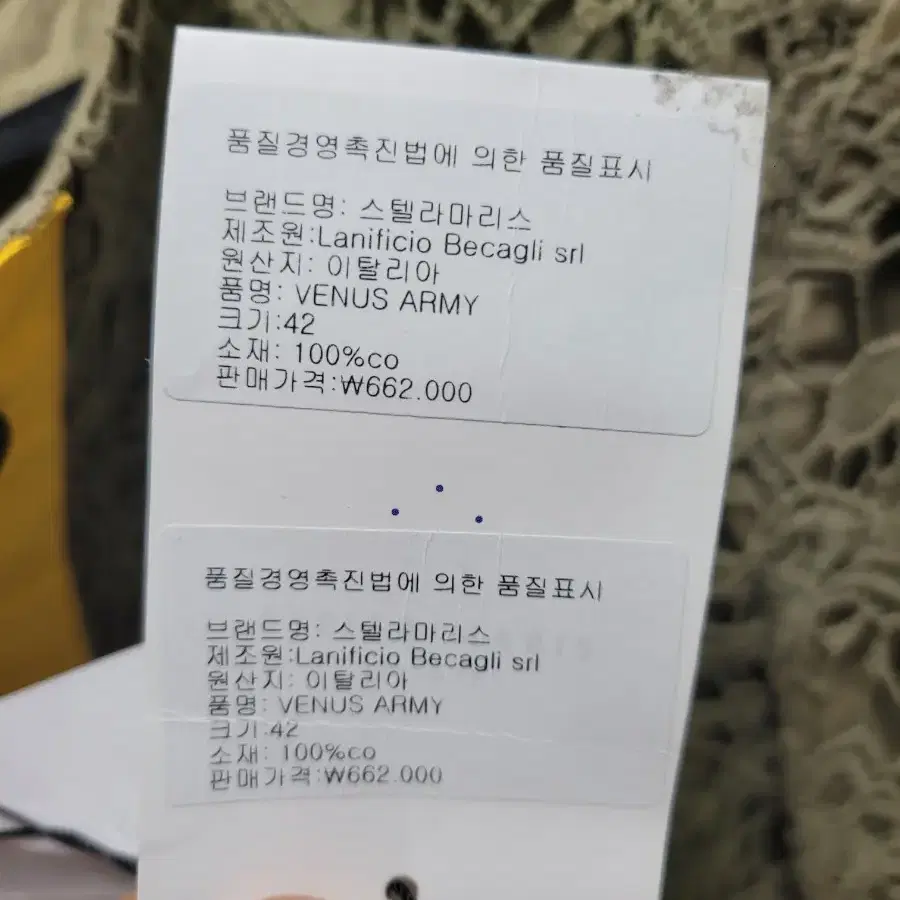 품질경영촉진법에 의한 품질표시
브랜드명: 스텔라마리스
제조원:Lanificio Becagli srl
원산지: 이탈리아
품명: VENUS ARMY
크기:42
소재: 100%co
판매가격:₩662.000
품질경영촉진법에 의한 품질표시
브랜드명: 스텔라마리스
제조원:Lanificio Becagli srl
원산지: 이탈리아
품명: VENUS ARMY
크기:42
소재: 100%co
판매가격:₩662.000